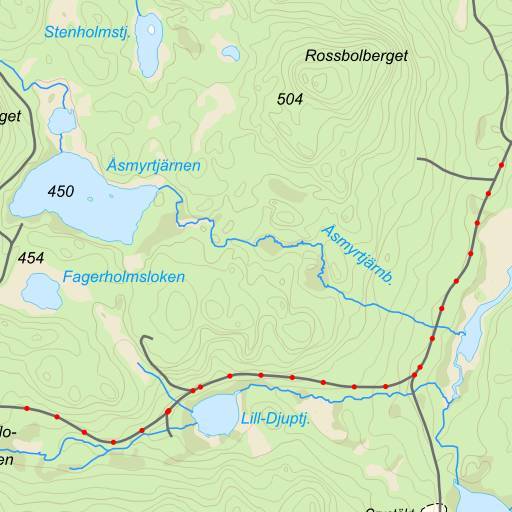 Stenholmstj.
Rossbolberget
504
get
Åsmyrtjärnen
450
Åsmyrtjärnb.
454
Fagerholmsloken
Lill-Djuptj.
lo-
en